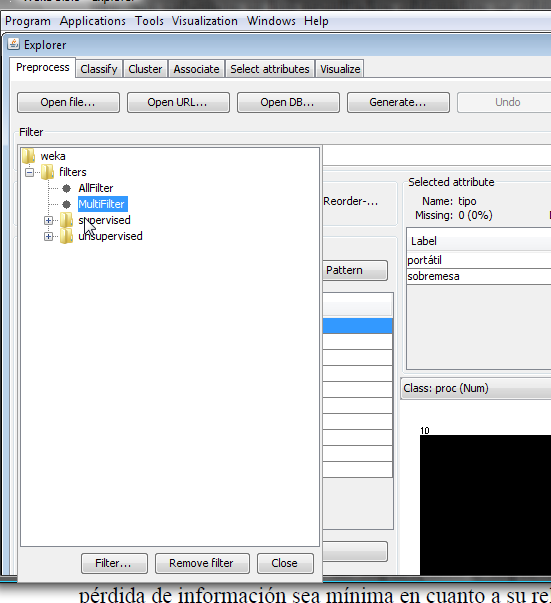 Program Applications Tools Visualization Windows Help
Explorer
Preprocess Classify Cluster Associate Select attributes Visualize
Open file... Open URL... Open DB... Generate... Undo
Filter
weka
filters
AllFilter
MultiFilter
supervised
unsupervised
Reorder-...
Pattern
Selected attribute
Name: tipo
Missing: 0 (0%)
Label
portátil
sobremesa
Class: proc (Num)
10
Filter... Remove filter Close
pérdida de información sea mínima en cuanto a su